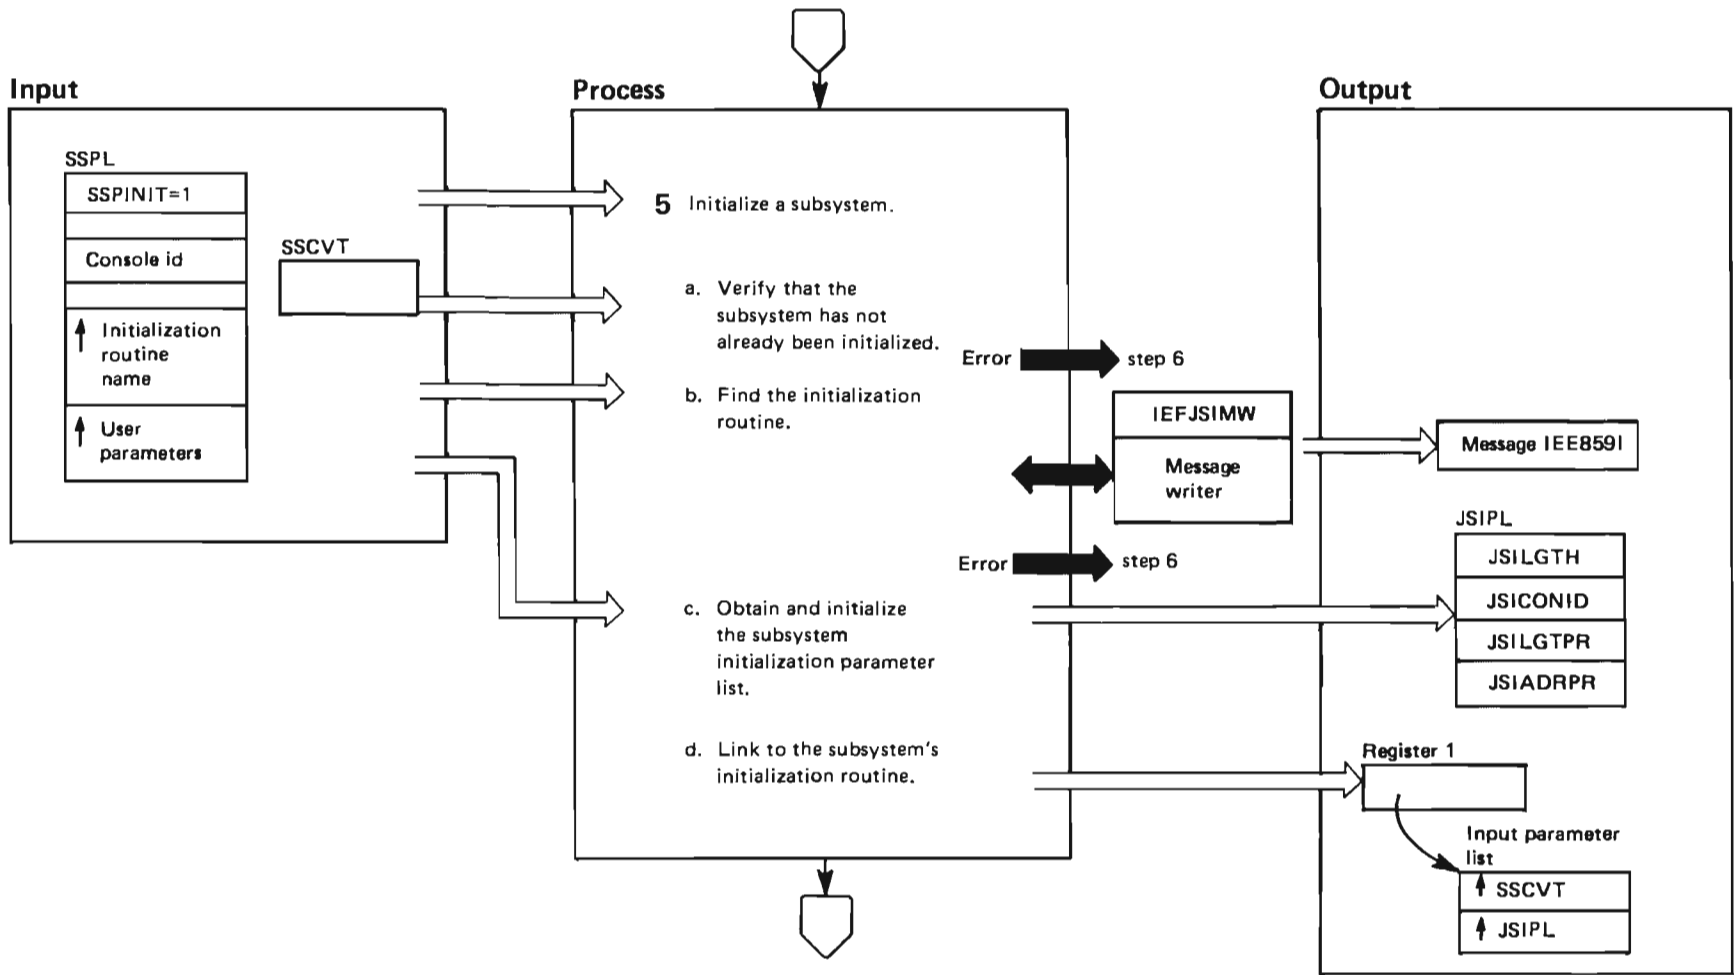 Input
SSPL
SSPINIT=1
Console id
Initialization
routine
name
User
parameters
SSCVT
Process
5 Initialize a subsystem.
a. Verify that the
subsystem has not
already been initialized.
Error
step 6
b. Find the initialization
routine.
IEFJSIMW
Message
writer
Error
step 6
c. Obtain and initialize
the subsystem
initialization parameter
list.
d. Link to the subsystem's
initialization routine.
Output
Message IEE859I
JSIPL
JSILGTH
JSICONID
JSILGTPR
JSIADRPR
Register 1
Input parameter
list
SSCVT
JSIPL